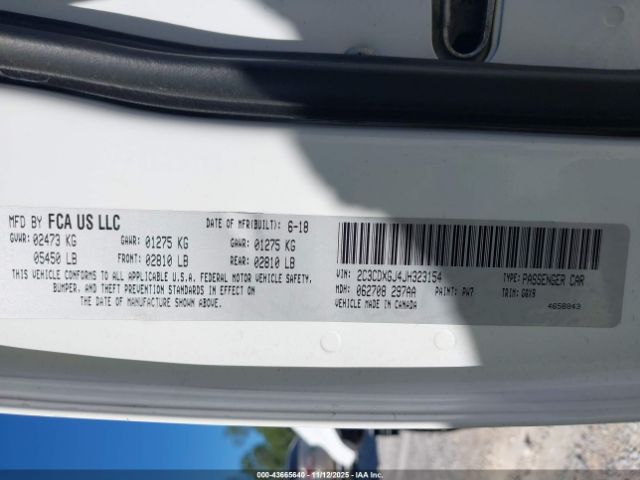 MFD BY FCA US LLC DATE OF MFR(BUILT): 6-18
GVWR: 02473 KG GAWR: 01275 KG GAWR: 01275 KG
05450 LB FRONT: 02810 LB REAR: 02810 LB
THIS VEHICLE CONFORMS TO ALL APPLICABLE U.S.A. FEDERAL MOTOR VEHICLE SAFETY,
BUMPER, AND THEFT PREVENTION STANDARDS IN EFFECT ON
THE DATE OF MANUFACTURE SHOWN ABOVE.
VIN: 2C3CDXGJ4JH323154 TYPE: PASSENGER CAR
MDH: 062708 297AA PAINT: PW7 TRIM: GQX9
VEHICLE MADE IN CANADA 4658843
000-43665640 - 11/12/2025 - IAAI.COM